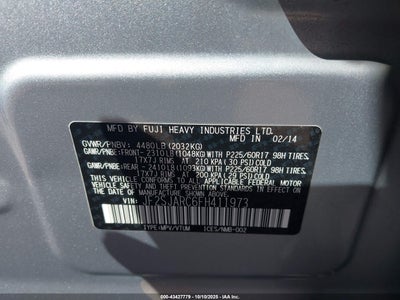 MFD. BY FUJI HEAVY INDUSTRIES LTD.
MFD. IN 02/14
GVWR/PNBV: 4480LB(2032KG)
GAWR/PNBE:FRONT- 2310LB(1048KG)WITH P225/60R17 98H TIRES.
17X7J RIMS AT 210 KPA(30 PSI)COLD
GAWR/PNBE:REAR - 2410LB(1093KG)WITH P225/60R17 98H TIRES.
17X7J RIMS AT 200 KPA(29 PSI)COLD
THIS VEHICLE CONFORMS TO ALL APPLICABLE FEDERAL MOTOR
VEHICLE SAFETY, BUMPER, AND THEFT PREVENTION STANDARDS
IN EFFECT ON THE DATE OF MANUFACTURE SHOWN ABOVE.
VIN: JF2SJARC6FH411973
TYPE:MPV/VTUM ICES/NMB-002
© 43427779 - 10/10/2025 - IAA